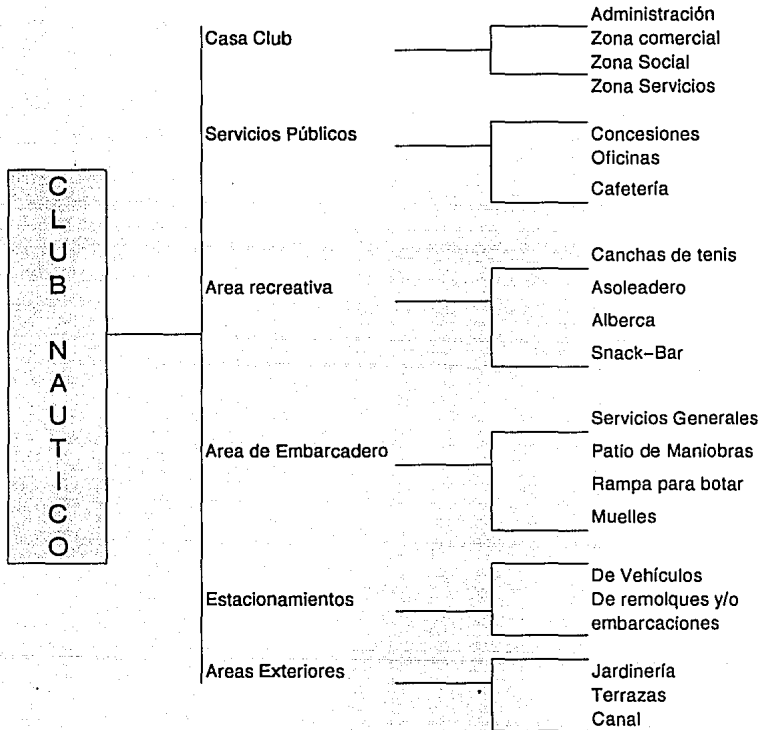 CLUB NAUTICO
Casa Club
Administración
Zona comercial
Zona Social
Zona Servicios
Servicios Públicos
Concesiones
Oficinas
Cafetería
Area recreativa
Canchas de tenis
Asoleadero
Alberca
Snack-Bar
Area de Embarcadero
Servicios Generales
Patio de Maniobras
Rampa para botar
Muelles
Estacionamientos
De Vehículos
De remolques y/o
embarcaciones
Areas Exteriores
Jardinería
Terrazas
Canal